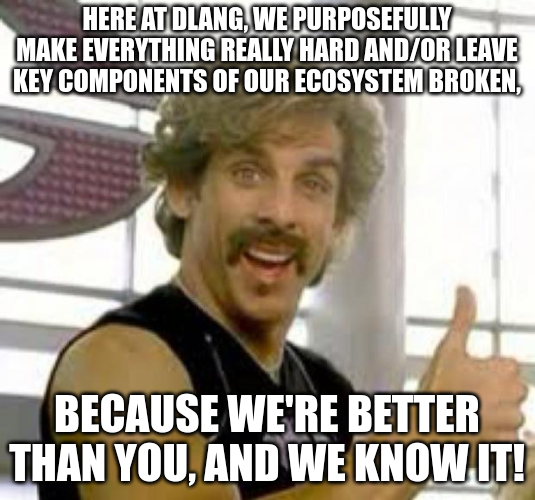 HERE AT DLANG, WE PURPOSEFULLY
MAKE EVERYTHING REALLY HARD AND/OR LEAVE
KEY COMPONENTS OF OUR ECOSYSTEM BROKEN,
BECAUSE WE'RE BETTER
THAN YOU, AND WE KNOW IT!